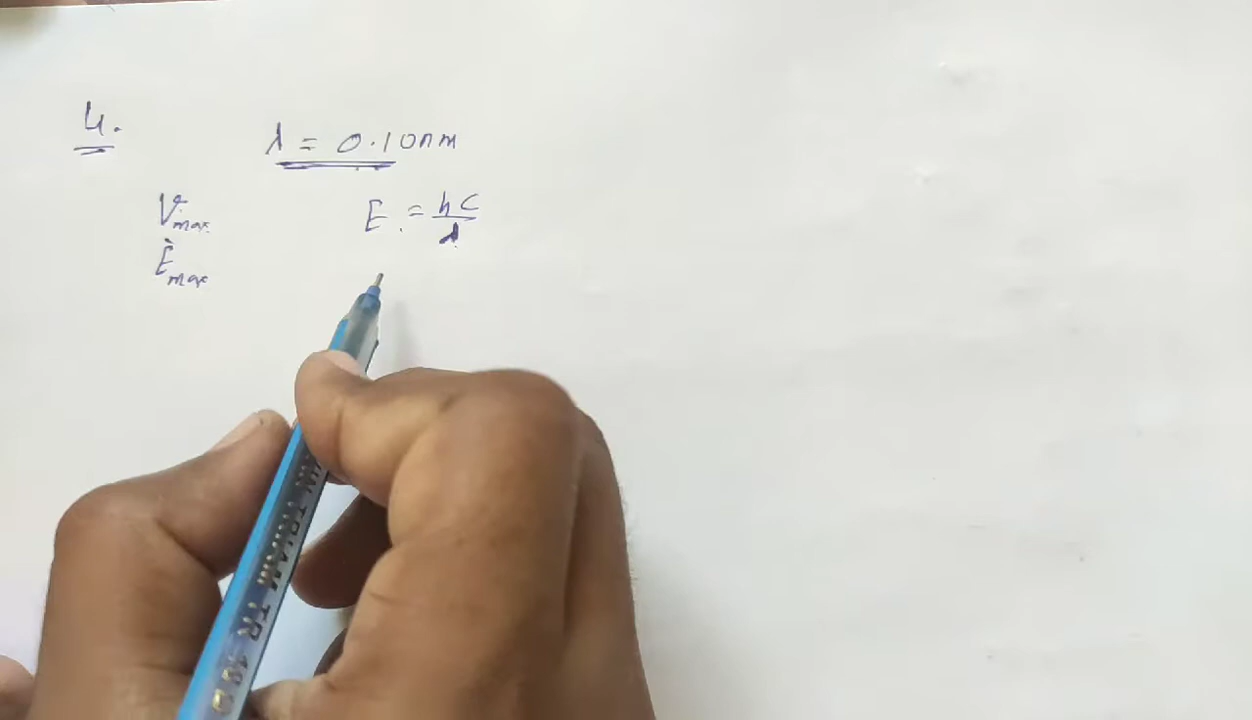 4.
λ = 0.10nm
Vmax E = hc/λ
Emax